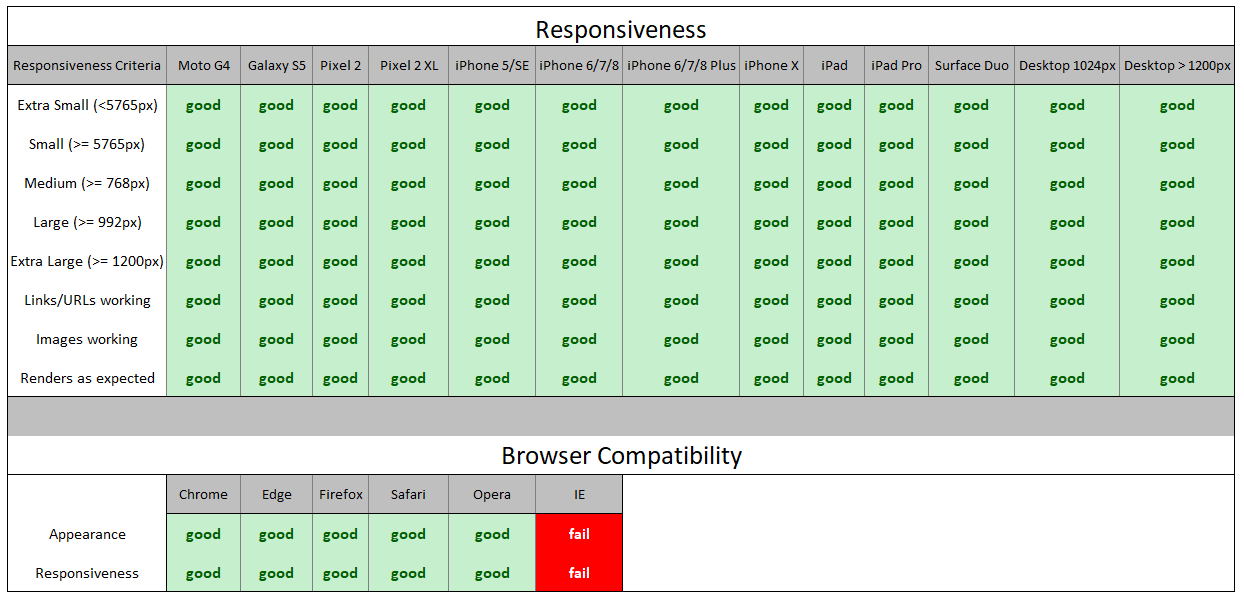 Responsiveness
Responsiveness Criteria Moto G4 Galaxy S5 Pixel 2 Pixel 2 XL iPhone 5/SE iPhone 6/7/8 iPhone 6/7/8 Plus iPhone X iPad iPad Pro Surface Duo Desktop 1024px Desktop > 1200px
Extra Small (<5765px) good good good good good good good good good good good good good
Small (>= 5765px) good good good good good good good good good good good good good
Medium (>= 768px) good good good good good good good good good good good good good
Large (>= 992px) good good good good good good good good good good good good good
Extra Large (>= 1200px) good good good good good good good good good good good good good
Links/URLs working good good good good good good good good good good good good good
Images working good good good good good good good good good good good good good
Renders as expected good good good good good good good good good good good good good
Browser Compatibility
Chrome Edge Firefox Safari Opera IE
Appearance good good good good good fail
Responsiveness good good good good good fail